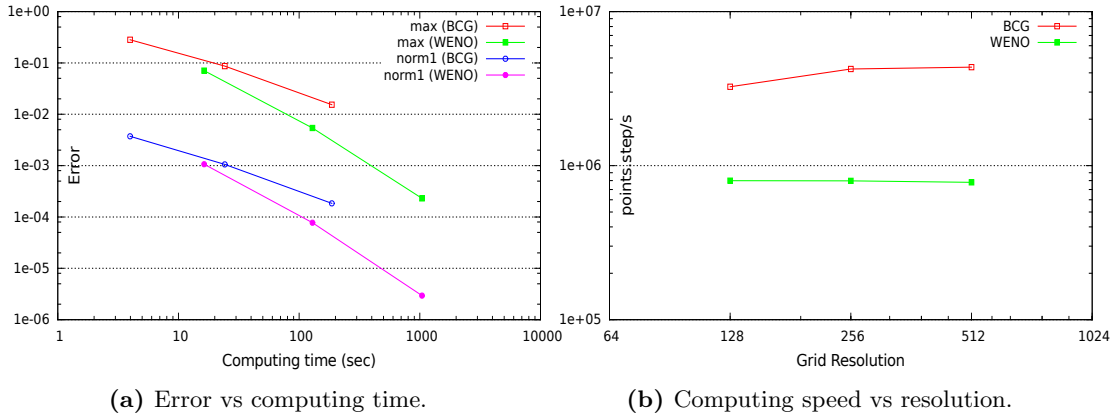 1e+00
1e-01
1e-02
1e-03
1e-04
1e-05
1e-06
Error
max (BCG)
max (WENO)
norm1 (BCG)
norm1 (WENO)
1 10 100 1000 10000
Computing time (sec)
(a) Error vs computing time.
1e+07
1e+06
1e+05
points.step/s
BCG
WENO
64 128 256 512 1024
Grid Resolution
(b) Computing speed vs resolution.